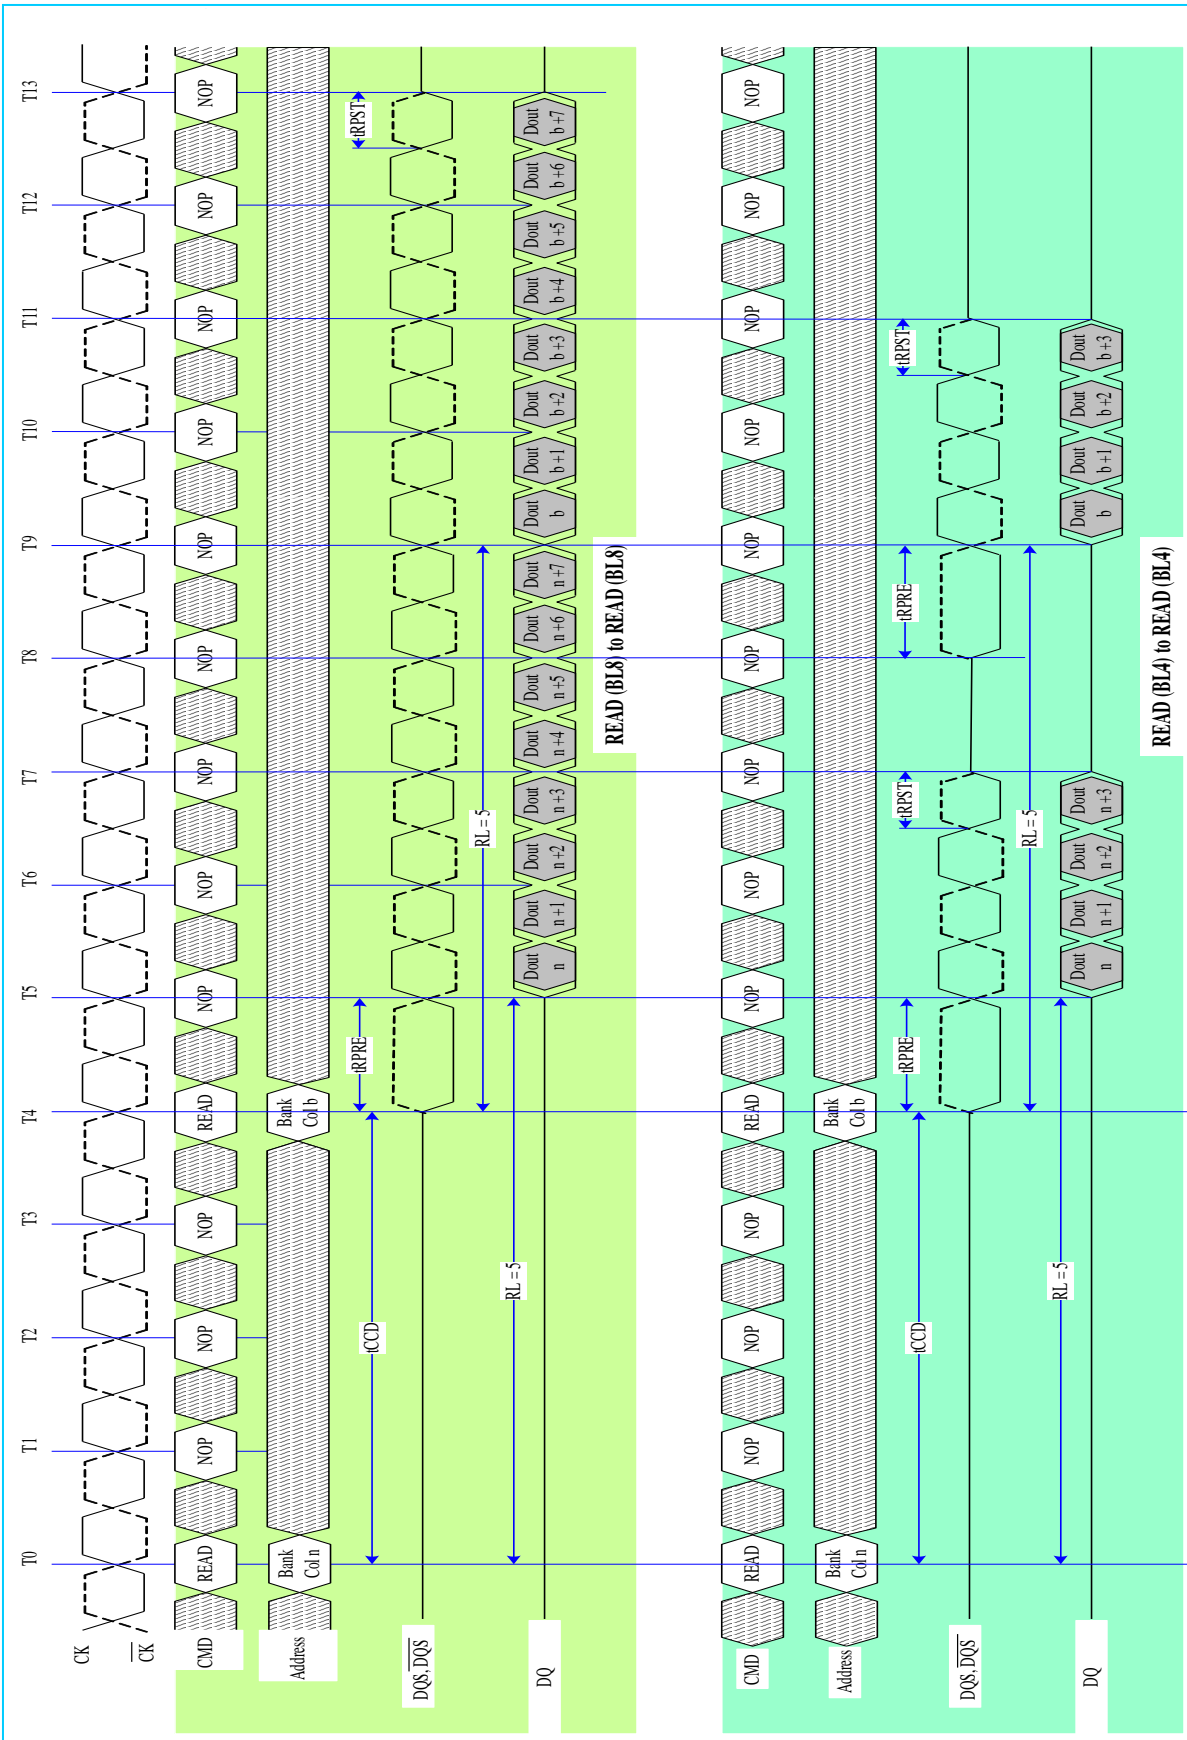 T0 T1 T2 T3 T4 T5 T6 T7 T8 T9 T10 T11 T12 T13
CK
C̅K̅
CMD READ NOP NOP NOP READ NOP NOP NOP NOP NOP NOP NOP NOP NOP
Address Bank Col n Bank Col b
tCCD tRPRE tRPST
DQS, D̅Q̅S̅
RL = 5
RL = 5
DQ Dout n Dout n+1 Dout n+2 Dout n+3 Dout n+4 Dout n+5 Dout n+6 Dout n+7 Dout b Dout b+1 Dout b+2 Dout b+3 Dout b+4 Dout b+5 Dout b+6 Dout b+7
READ (BL8) to READ (BL8)
CMD READ NOP NOP NOP READ NOP NOP NOP NOP NOP NOP NOP NOP NOP
Address Bank Col n Bank Col b
tCCD tRPRE tRPST tRPRE tRPST
DQS, D̅Q̅S̅
RL = 5
RL = 5
DQ Dout n Dout n+1 Dout n+2 Dout n+3 Dout b Dout b+1 Dout b+2 Dout b+3
READ (BL4) to READ (BL4)